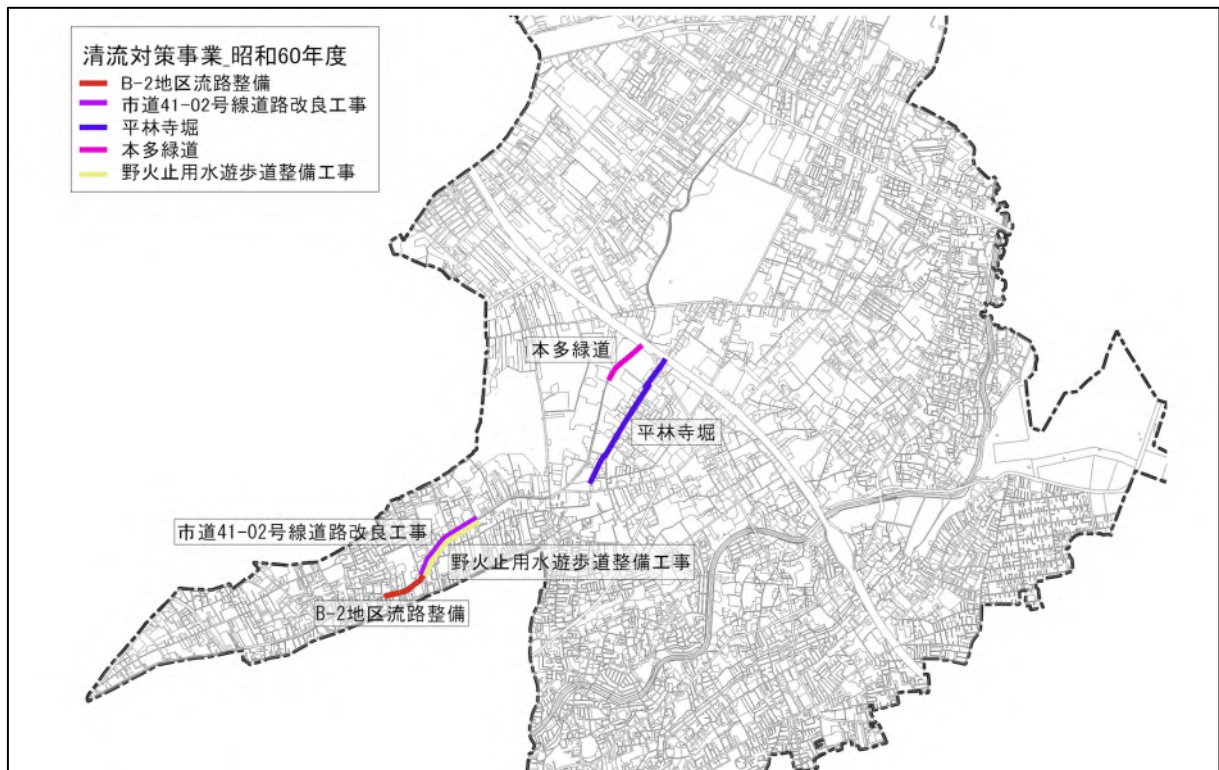 清流対策事業_昭和60年度
B-2地区流路整備
市道41-02号線道路改良工事
平林寺堀
本多緑道
野火止用水遊歩道整備工事
本多緑道
平林寺堀
市道41-02号線道路改良工事
野火止用水遊歩道整備工事
B-2地区流路整備